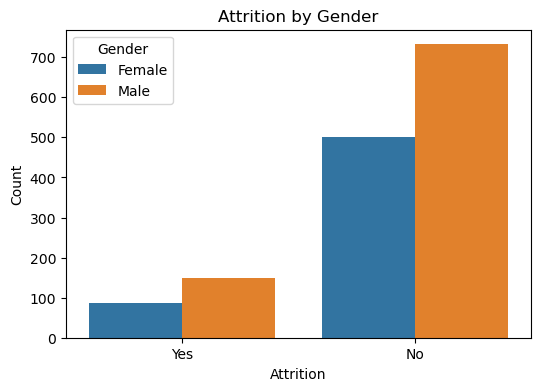 Attrition by Gender
Gender
Female
Male
700
600
500
400
300
200
100
0
Count
Yes
No
Attrition